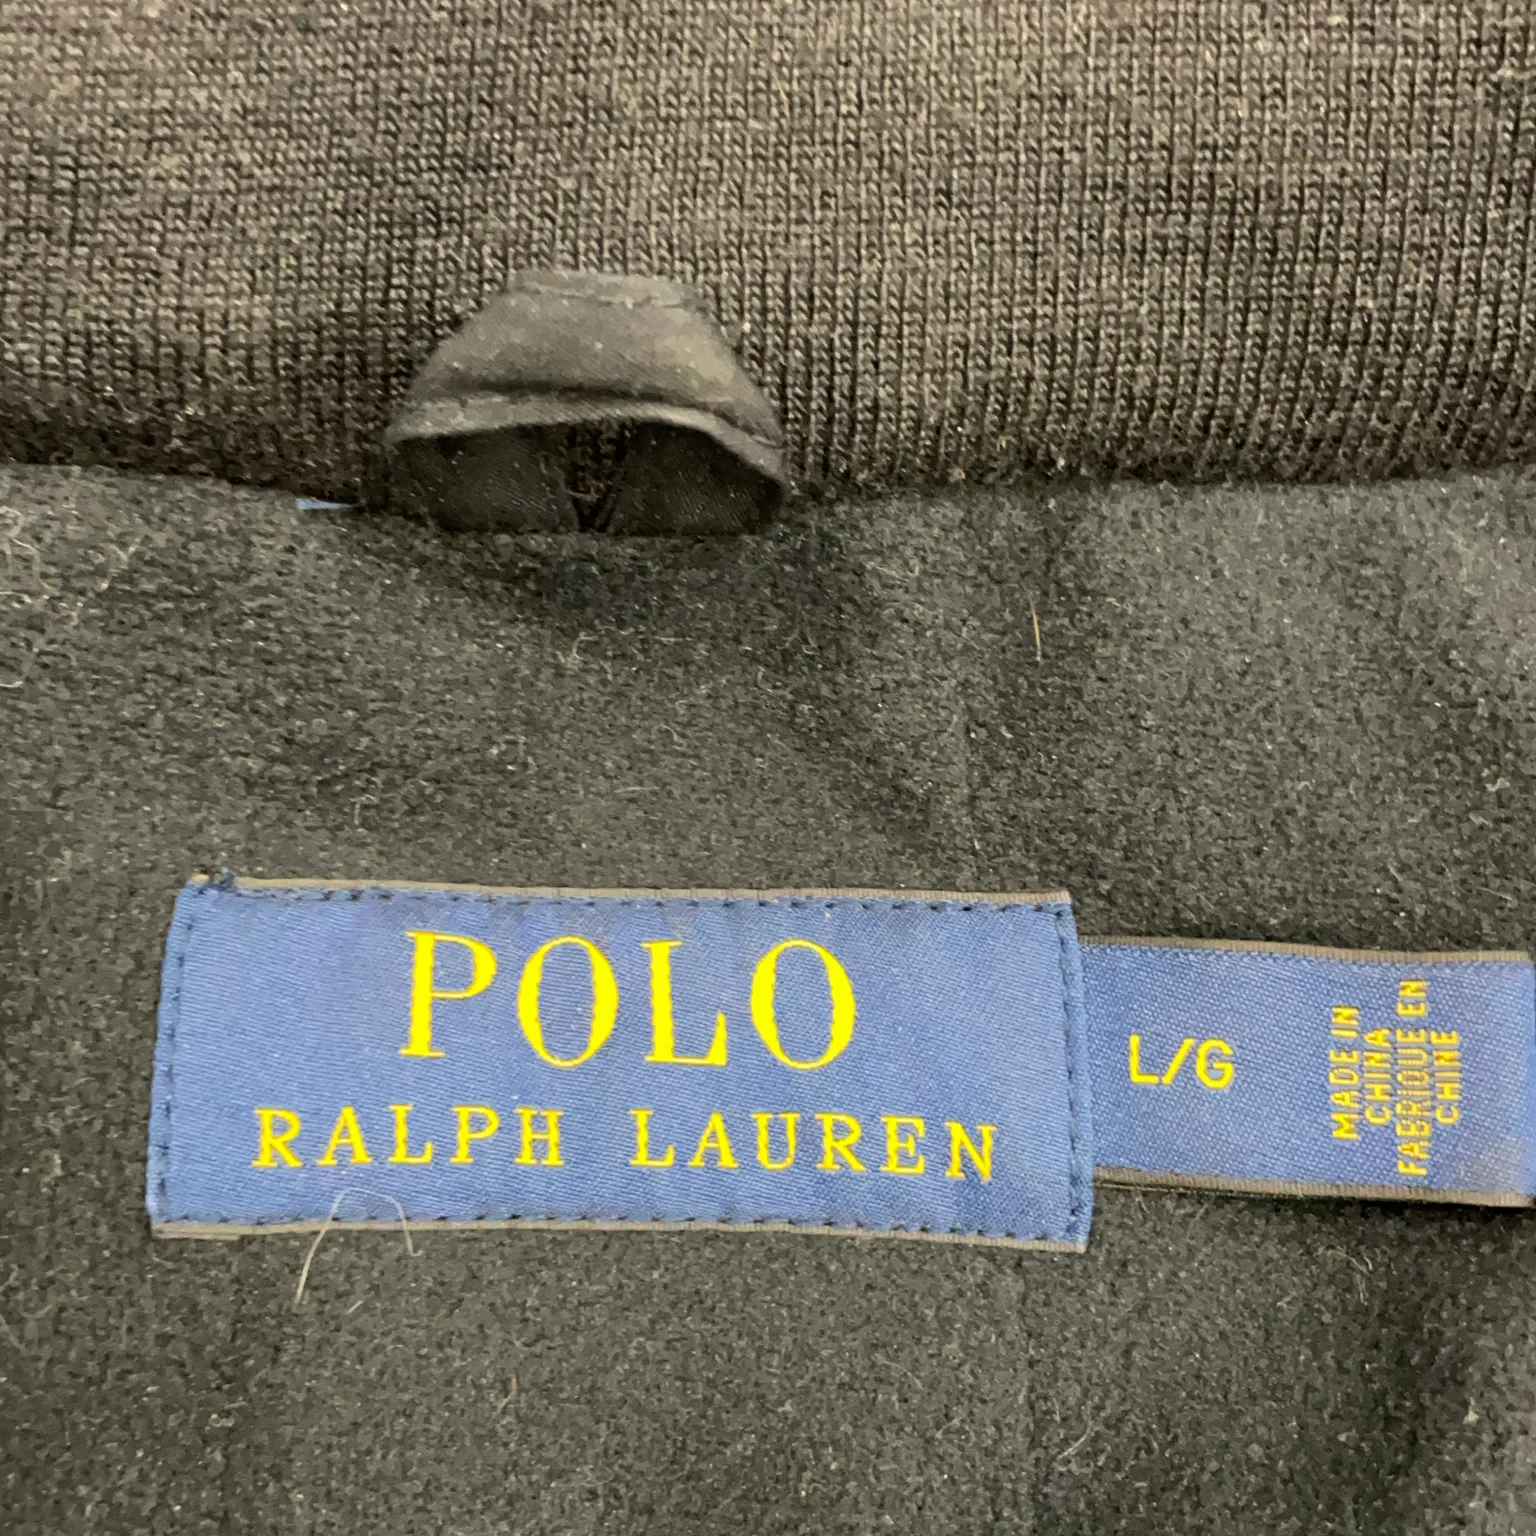 POLO
RALPH LAUREN
L/G
MADE IN
CHINA
FABRIQUE EN
CHINE